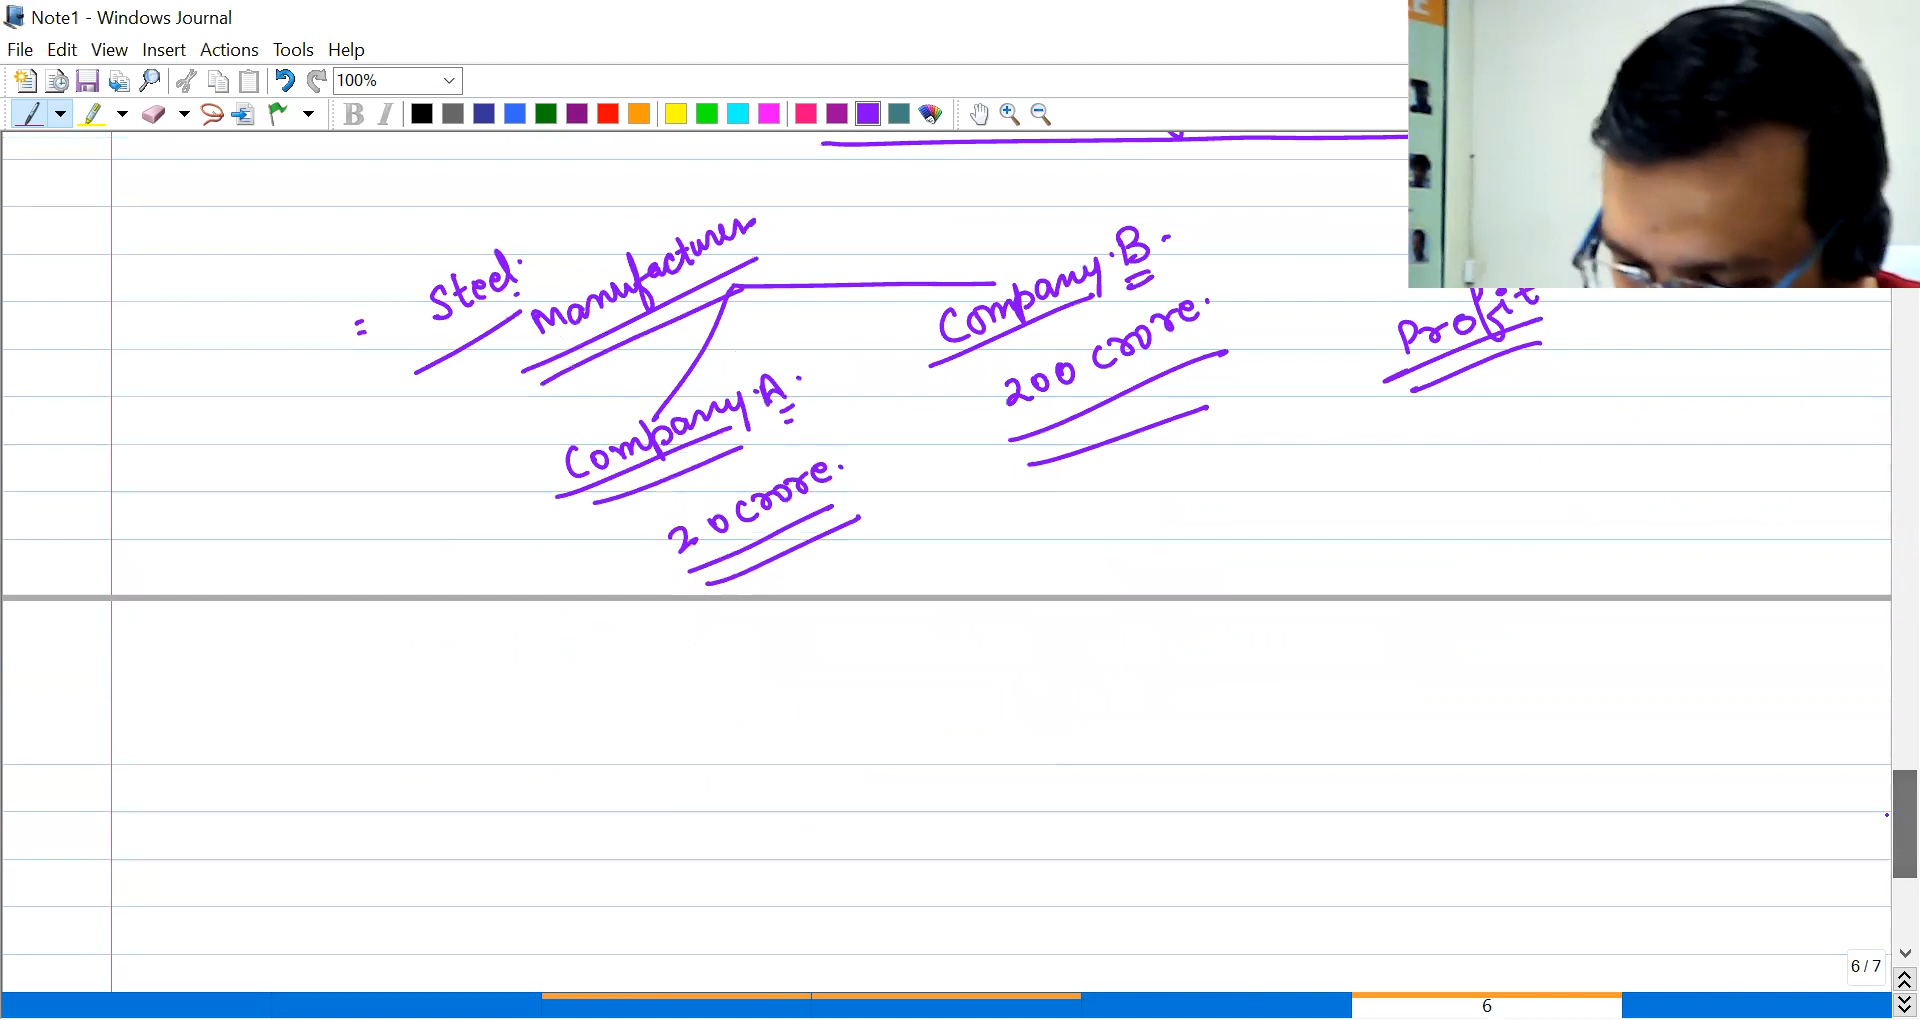 Note1 - Windows Journal
File Edit View Insert Actions Tools Help
100%
B I
= Steel Manufacturer
Company. B.
200 crore.
Profit
Company. A.
20 crore.
6 / 7
6